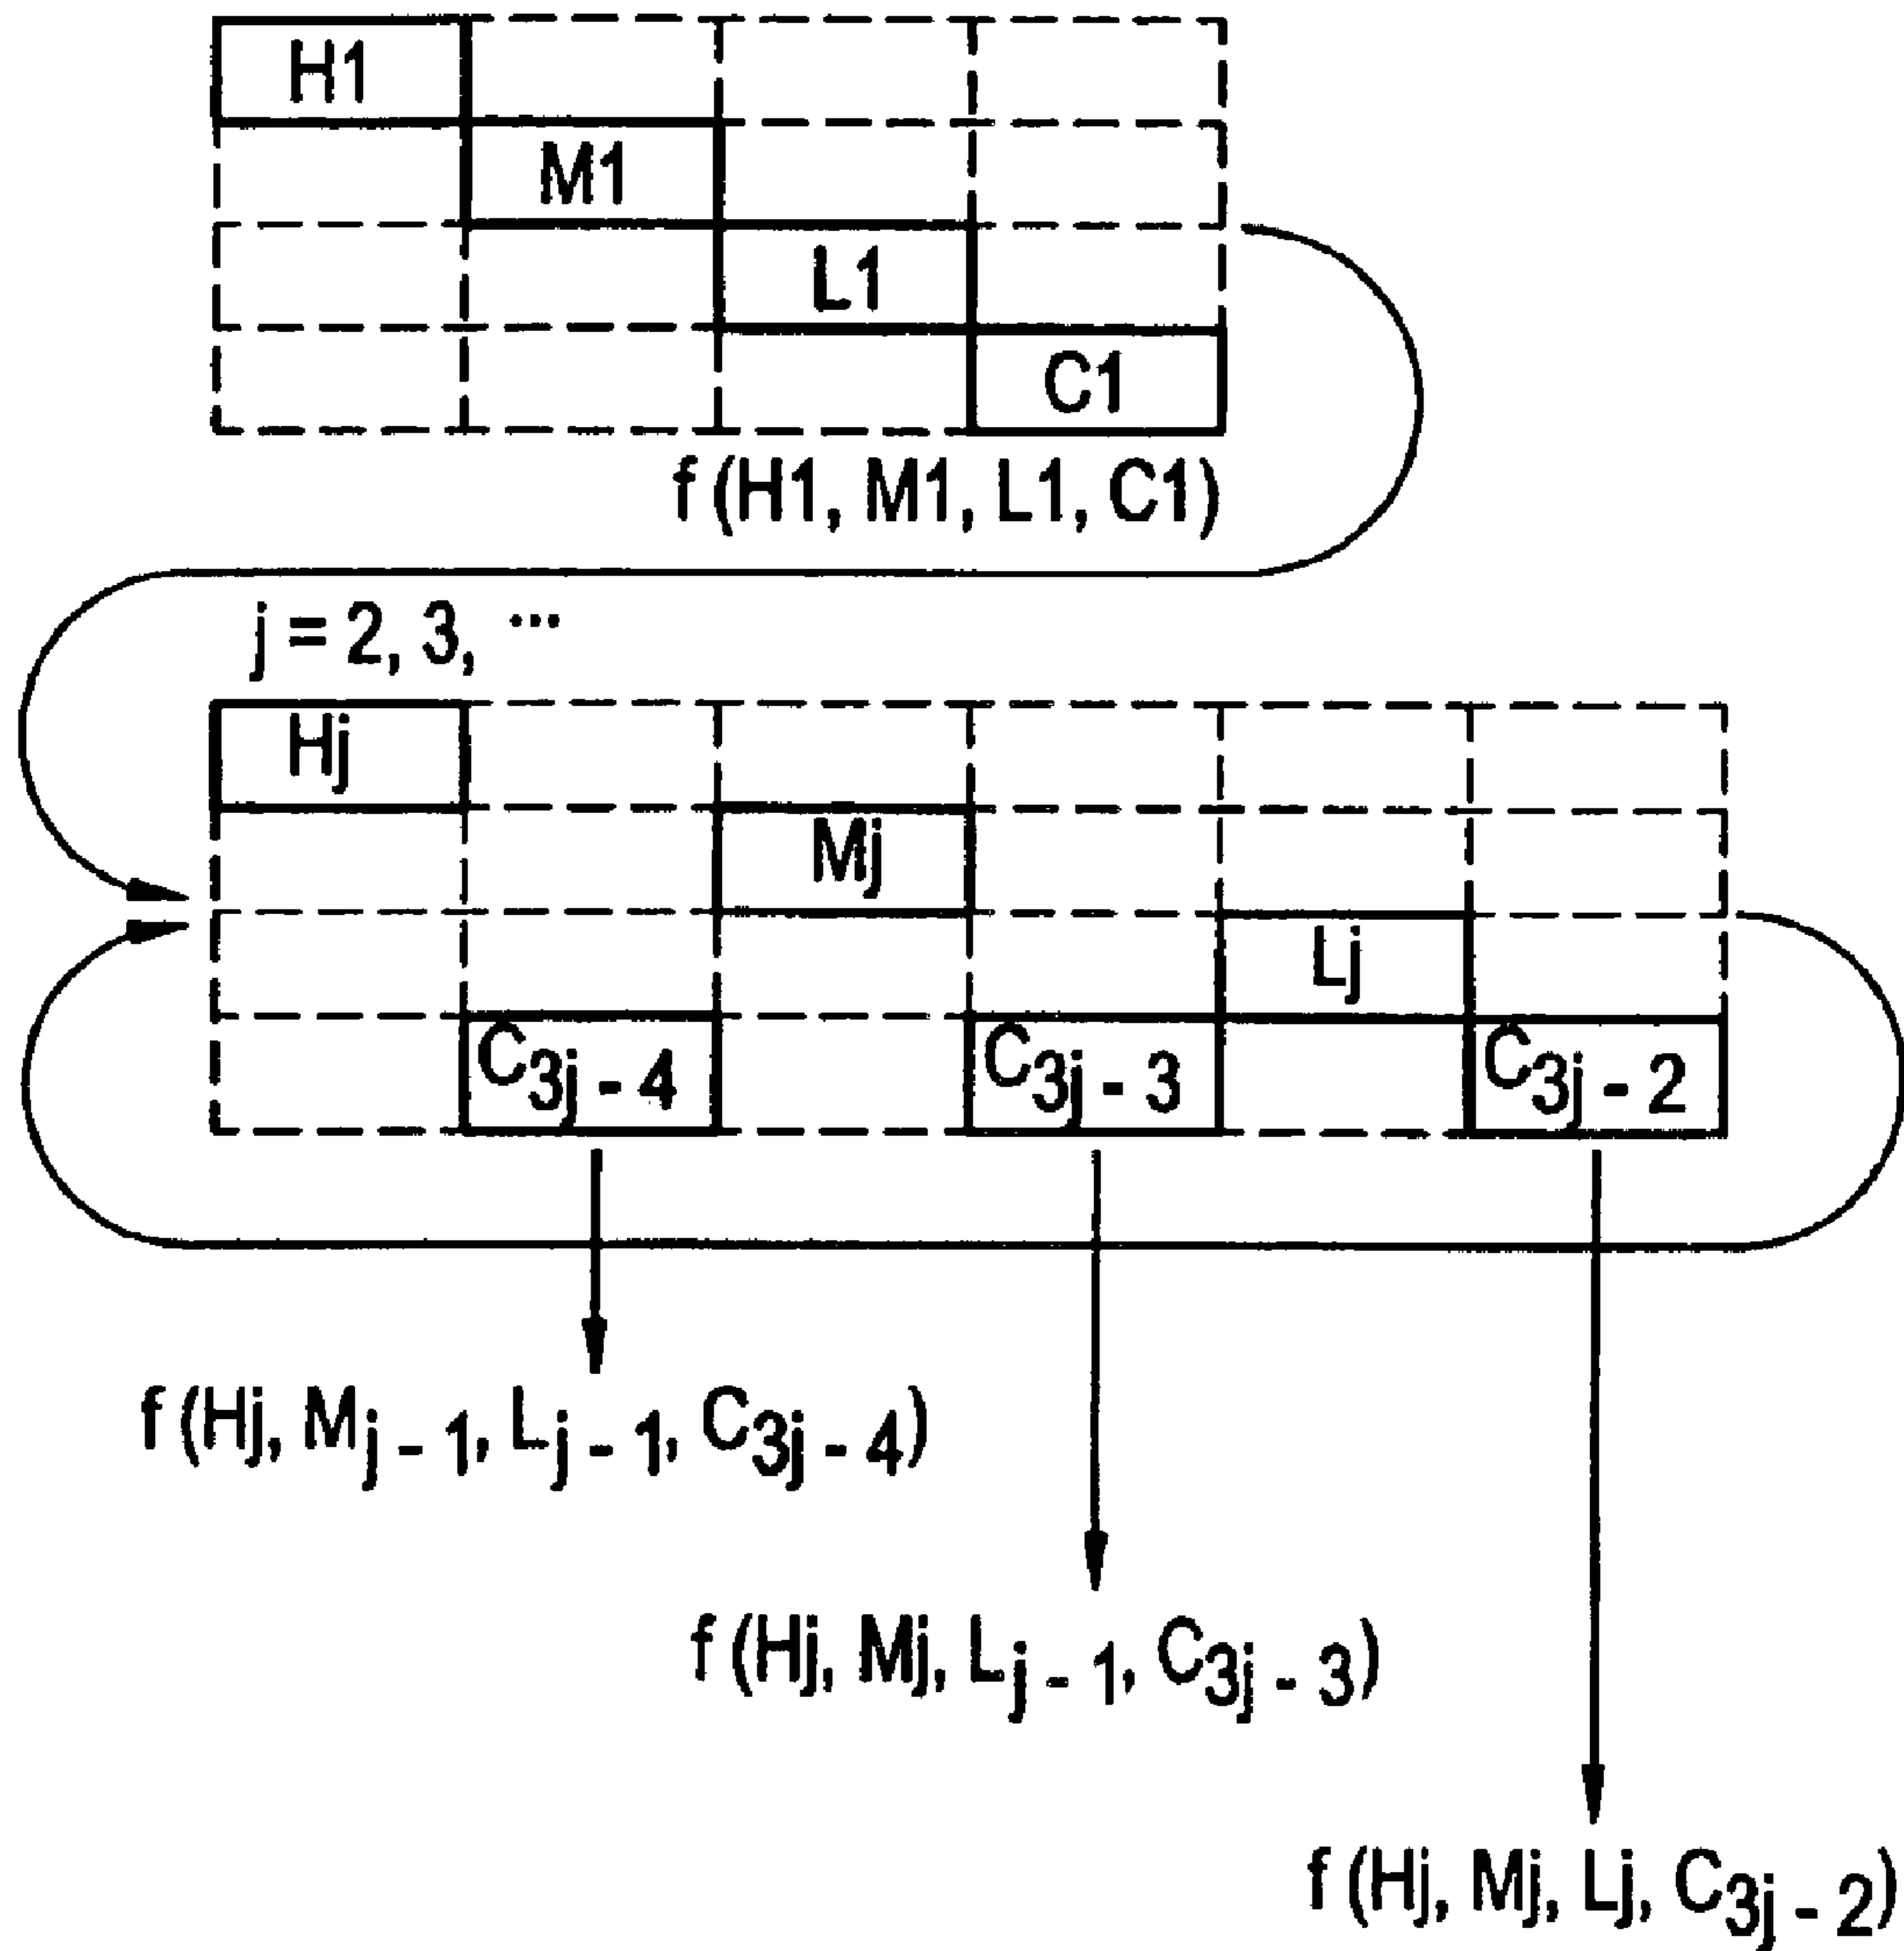 H1
M1
L1
C1
f (H1, M1, L1, C1)
j = 2, 3, ...
Hj
Mj
Lj
C3j - 4
C3j - 3
C3j - 2
f (Hj, Mj - 1, Lj - 1, C3j - 4)
f (Hj, Mj, Lj - 1, C3j - 3)
f (Hj, Mj, Lj, C3j - 2)